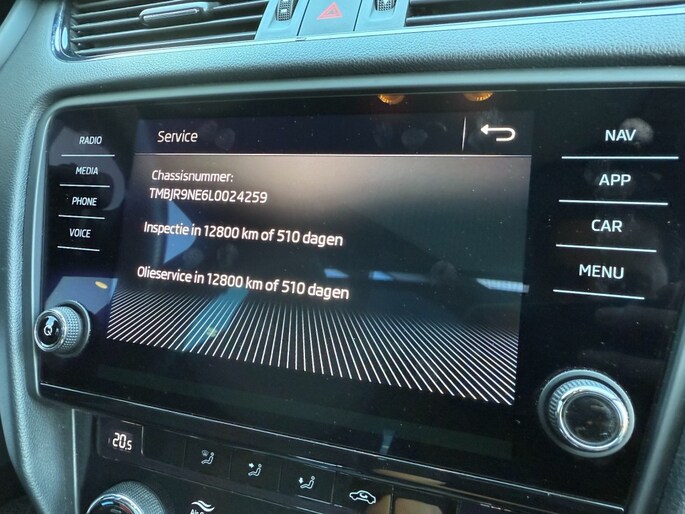 Service
Chassisnummer:
TMBJR9NE6L0024259
Inspectie in 12800 km of 510 dagen
Olieservice in 12800 km of 510 dagen
RADIO
MEDIA
PHONE
VOICE
NAV
APP
CAR
MENU
20.5